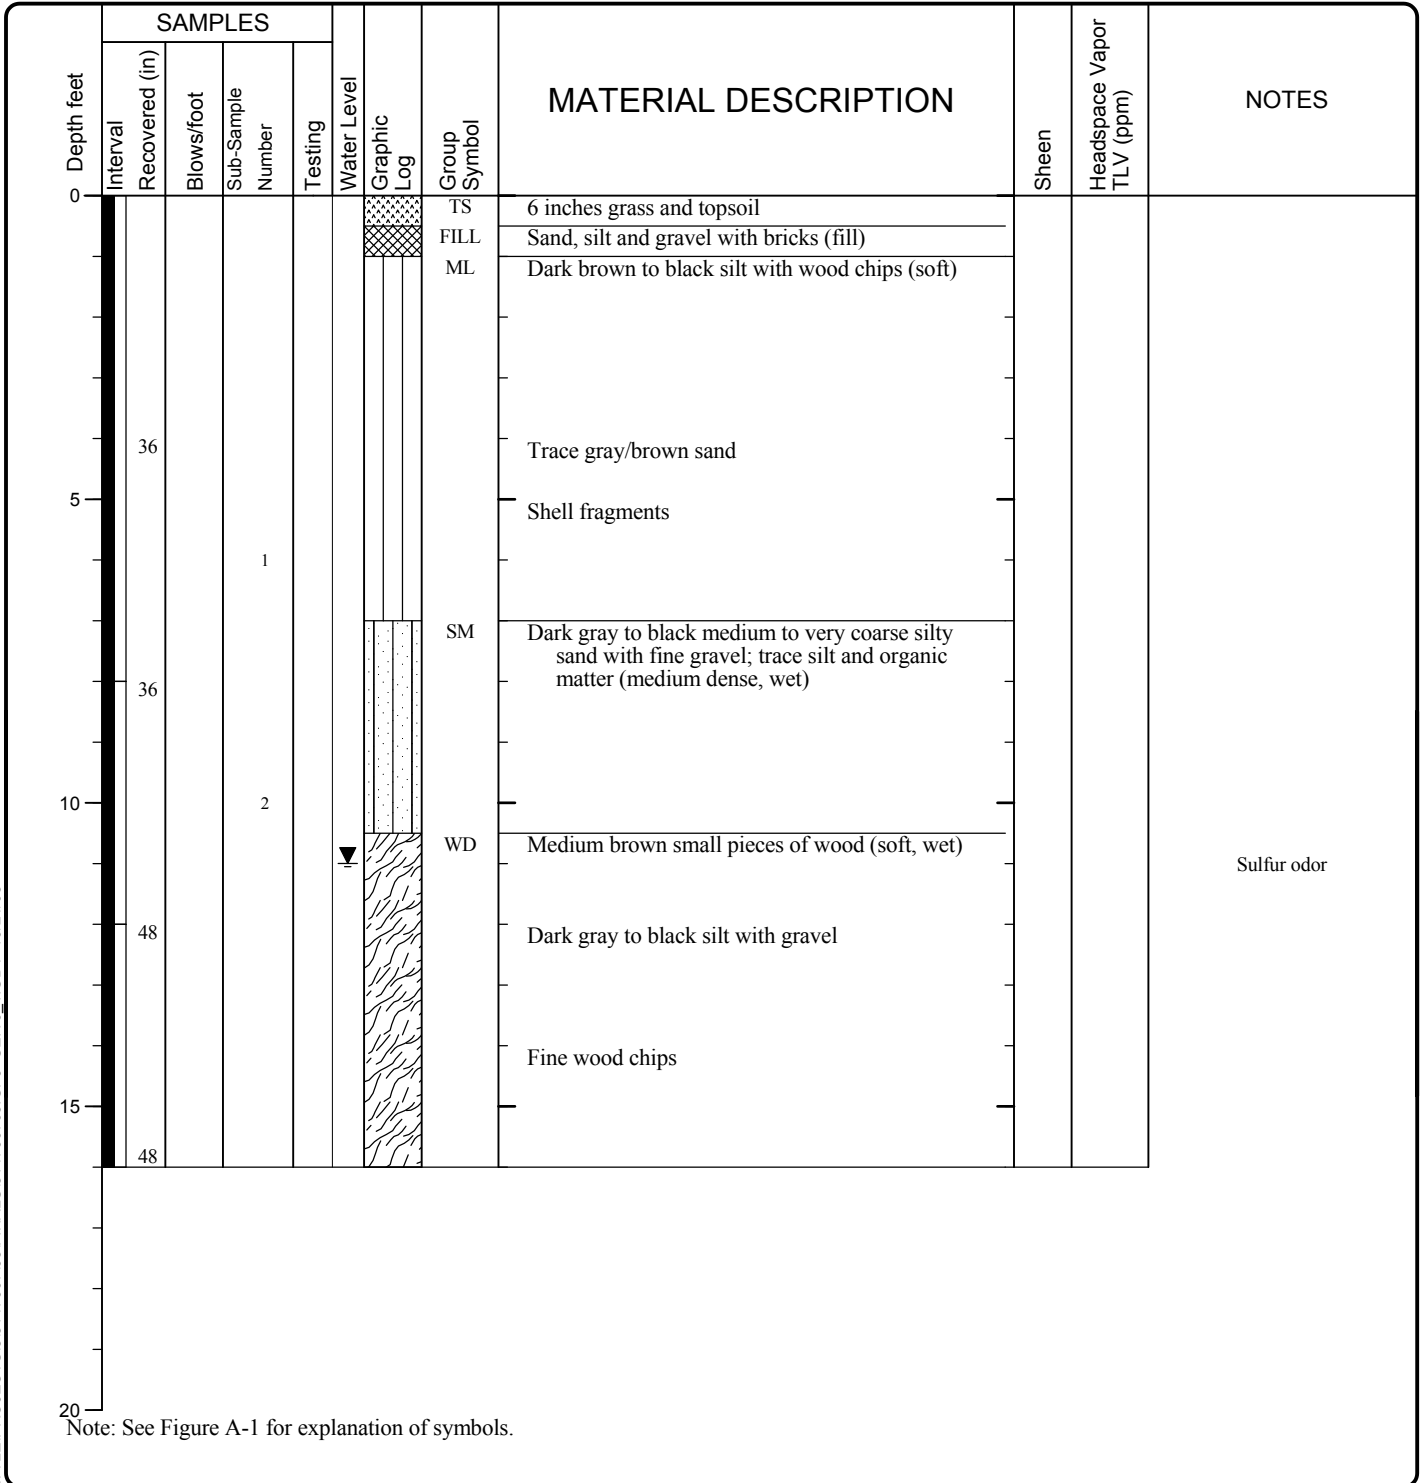 SAMPLES
Depth feet
Interval
Recovered (in)
Blows/foot
Sub-Sample
Number
Testing
Water Level
Graphic
Log
Group
Symbol
MATERIAL DESCRIPTION
Sheen
Headspace Vapor
TLV (ppm)
NOTES
0
TS 6 inches grass and topsoil
FILL Sand, silt and gravel with bricks (fill)
ML Dark brown to black silt with wood chips (soft)
36 Trace gray/brown sand
5
Shell fragments
1
SM Dark gray to black medium to very coarse silty
sand with fine gravel; trace silt and organic
matter (medium dense, wet)
36
10 2
WD Medium brown small pieces of wood (soft, wet)
Sulfur odor
48 Dark gray to black silt with gravel
Fine wood chips
15
48
20
Note: See Figure A-1 for explanation of symbols.